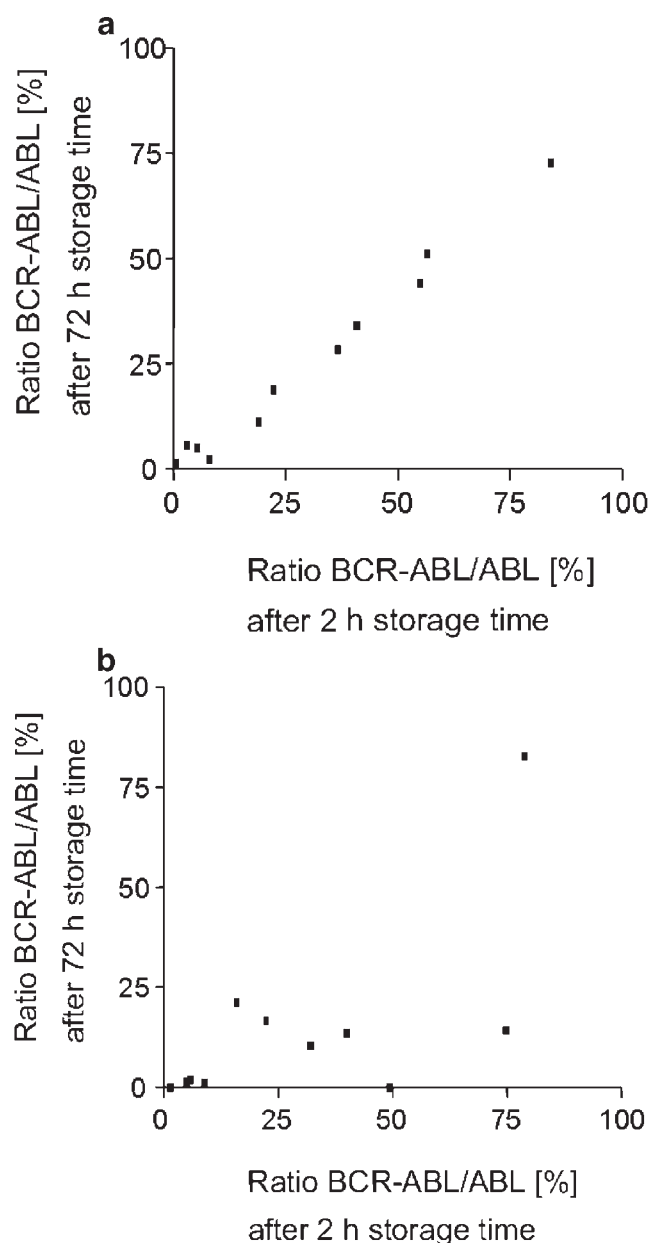 a
Ratio BCR-ABL/ABL [%]
after 72 h storage time
100
75
50
25
0
0 25 50 75 100
Ratio BCR-ABL/ABL [%]
after 2 h storage time
b
Ratio BCR-ABL/ABL [%]
after 72 h storage time
100
75
50
25
0
0 25 50 75 100
Ratio BCR-ABL/ABL [%]
after 2 h storage time